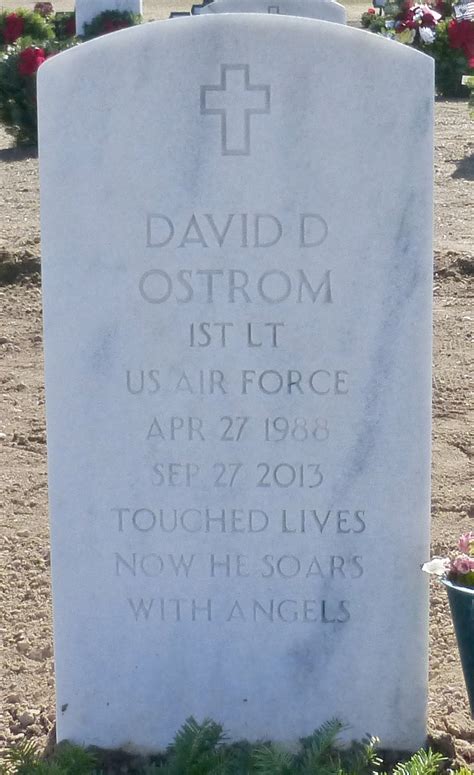 DAVID D
OSTROM
1ST LT
US AIR FORCE
APR 27 1988
SEP 27 2013
TOUCHED LIVES
NOW HE SOARS
WITH ANGELS